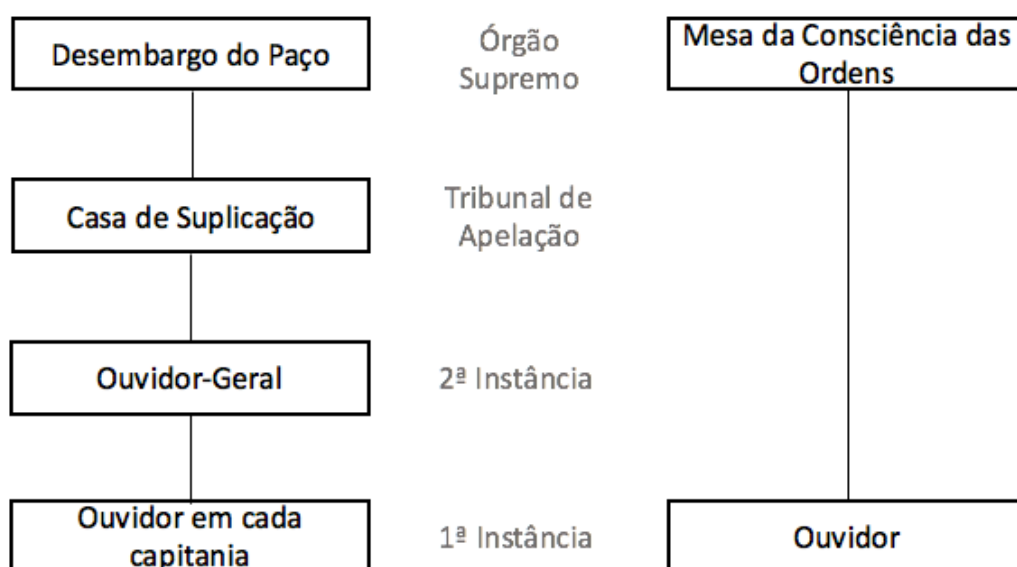 Desembargo do Paço
Órgão
Supremo
Mesa da Consciência das
Ordens
Casa de Suplicação
Tribunal de
Apelação
Ouvidor-Geral
2ª Instância
Ouvidor em cada
capitania
1ª Instância
Ouvidor